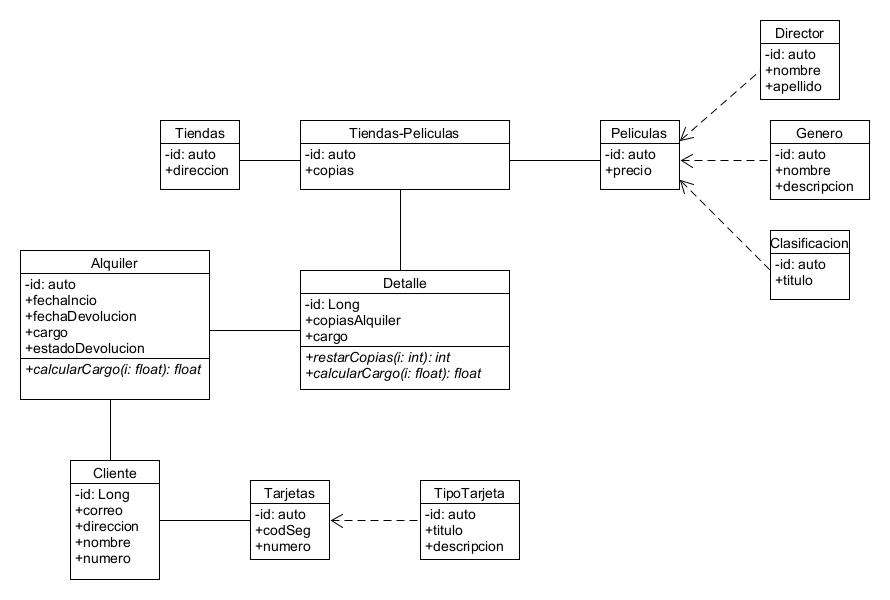 Director
-id: auto
+nombre
+apellido
Tiendas
-id: auto
+direccion
Tiendas-Peliculas
-id: auto
+copias
Peliculas
-id: auto
+precio
Genero
-id: auto
+nombre
+descripcion
Clasificacion
-id: auto
+titulo
Alquiler
-id: auto
+fechaIncio
+fechaDevolucion
+cargo
+estadoDevolucion
+calcularCargo(i: float): float
Detalle
-id: Long
+copiasAlquiler
+cargo
+restarCopias(i: int): int
+calcularCargo(i: float): float
Cliente
-id: Long
+correo
+direccion
+nombre
+numero
Tarjetas
-id: auto
+codSeg
+numero
TipoTarjeta
-id: auto
+titulo
+descripcion